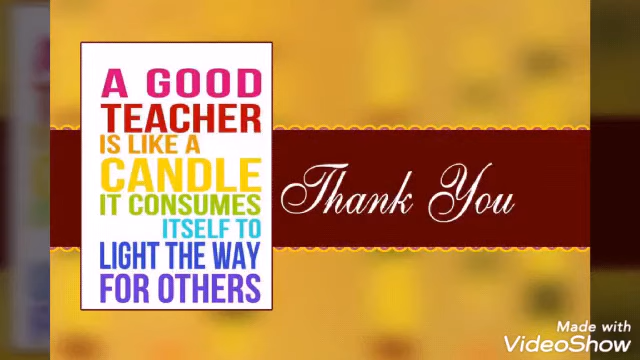 A GOOD
TEACHER
IS LIKE A
CANDLE
IT CONSUMES
ITSELF TO
LIGHT THE WAY
FOR OTHERS
Thank You
Made with
VideoShow